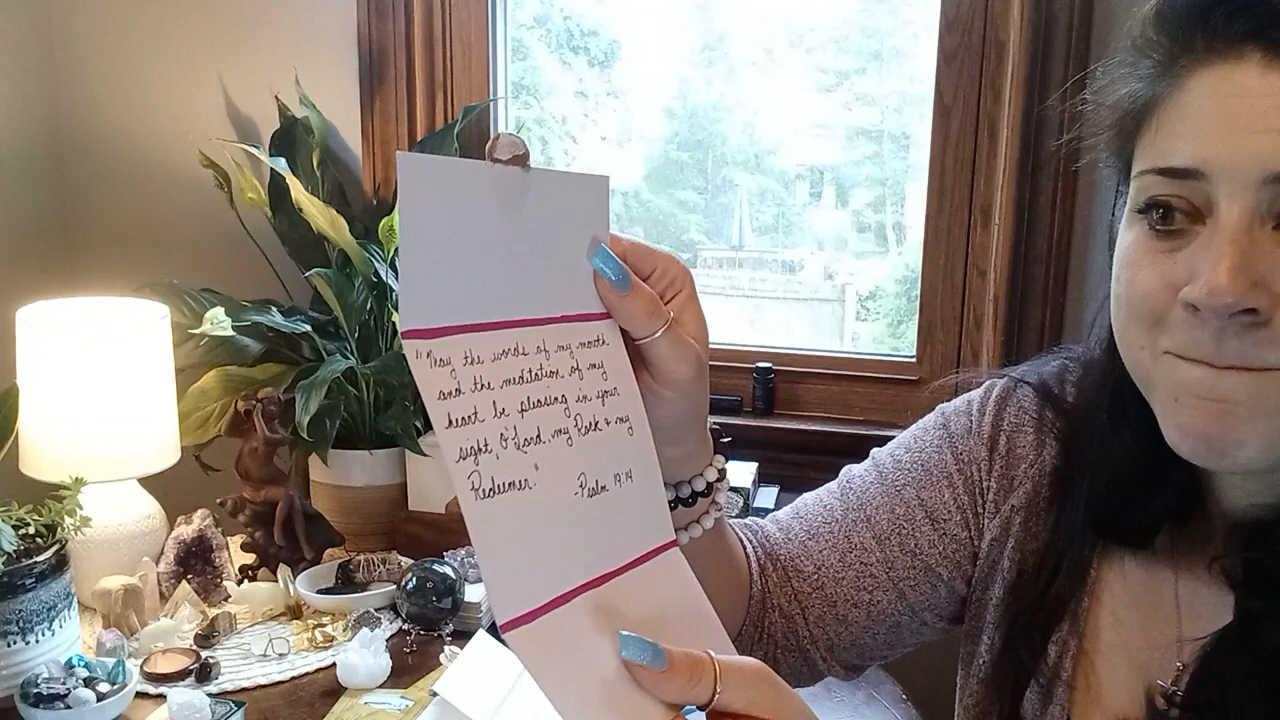 "May the words of my mouth
and the meditation of my
heart be pleasing in your
sight, O'Lord, my Rock & my
Redeemer."
-Psalm 19:14